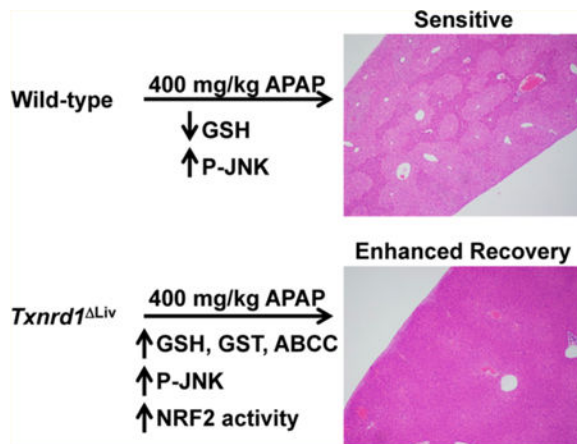 Sensitive
400 mg/kg APAP
Wild-type
↓GSH
↑P-JNK
Enhanced Recovery
400 mg/kg APAP
Txnrd1ΔLiv
↑GSH, GST, ABCC
↑P-JNK
↑NRF2 activity